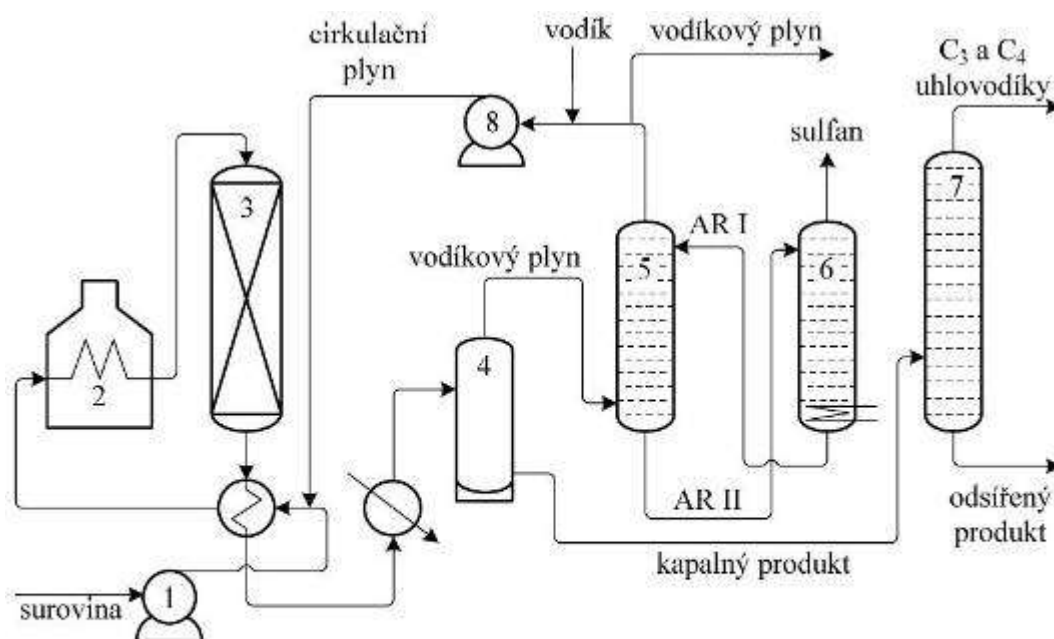 cirkulační
plyn
vodík
vodíkový plyn
C₃ a C₄
uhlovodíky
8
sulfan
3
7
AR I
vodíkový plyn
5
6
4
2
AR II
kapalný produkt
odsířený
produkt
surovina
1